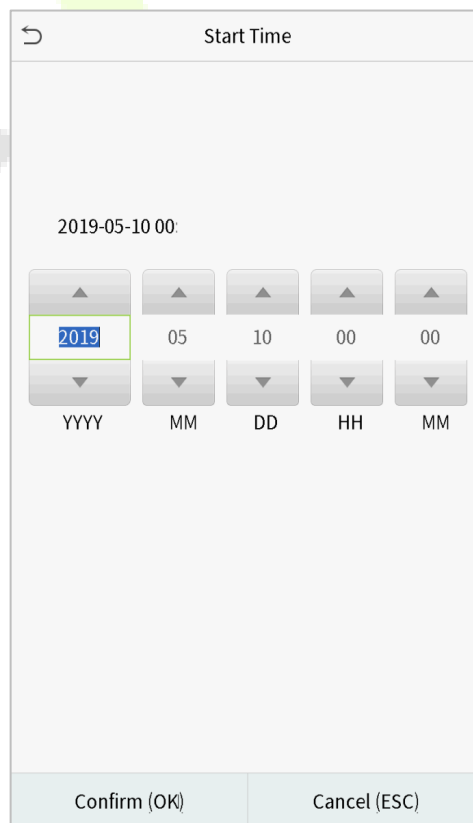 Start Time
2019-05-10 00:
2019 05 10 00 00
YYYY MM DD HH MM
Confirm (OK) Cancel (ESC)